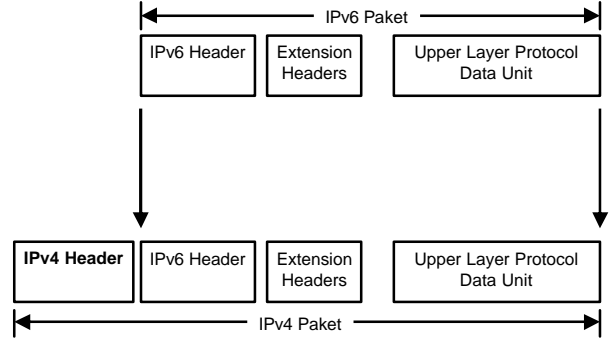 IPv6 Paket
IPv6 Header
Extension
Headers
Upper Layer Protocol
Data Unit
IPv4 Header
IPv6 Header
Extension
Headers
Upper Layer Protocol
Data Unit
IPv4 Paket